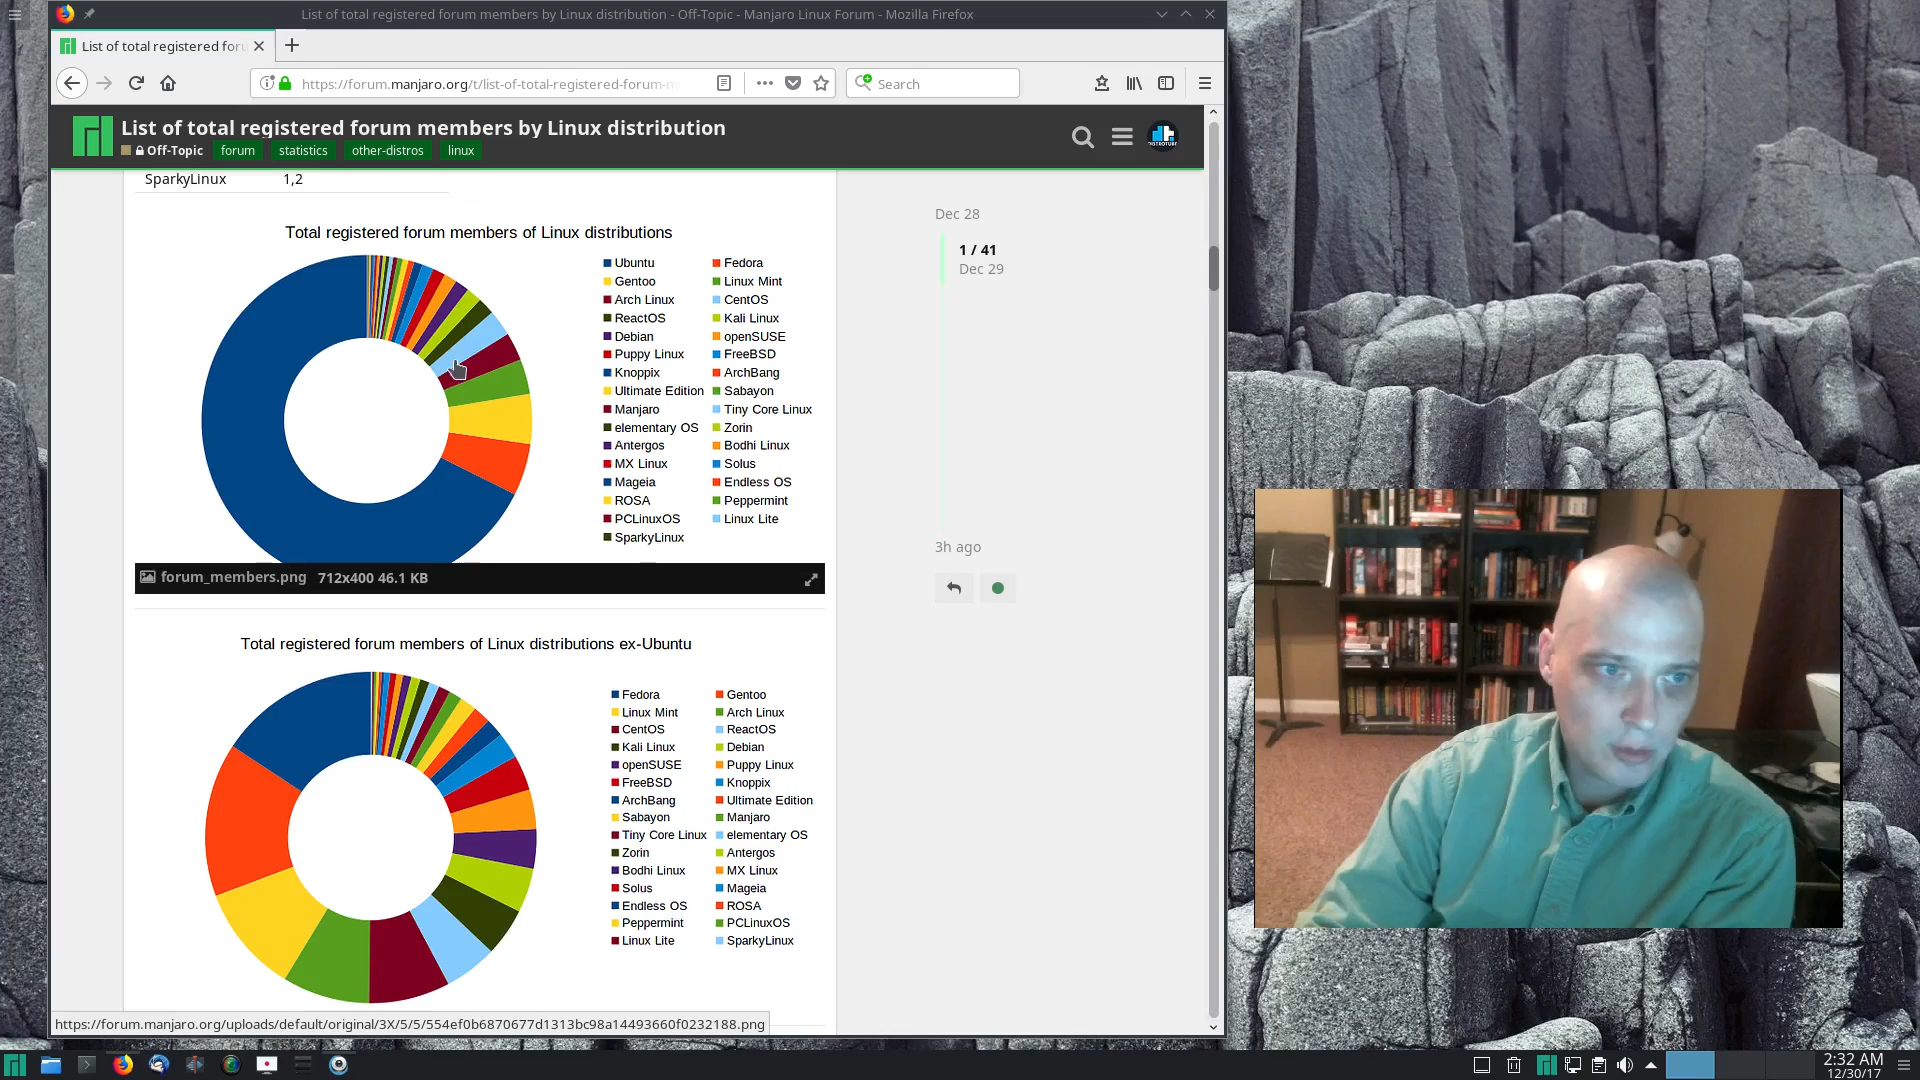 List of total registered forum members by Linux distribution - Off-Topic - Manjaro Linux Forum - Mozilla Firefox
List of total registered foru
https://forum.manjaro.org/t/list-of-total-registered-forum-m
Search
List of total registered forum members by Linux distribution
Off-Topic forum statistics other-distros linux
SparkyLinux 1,2
Total registered forum members of Linux distributions
Ubuntu Fedora
Gentoo Linux Mint
Arch Linux CentOS
ReactOS Kali Linux
Debian openSUSE
Puppy Linux FreeBSD
Knoppix ArchBang
Ultimate Edition Sabayon
Manjaro Tiny Core Linux
elementary OS Zorin
Antergos Bodhi Linux
MX Linux Solus
Mageia Endless OS
ROSA Peppermint
PCLinuxOS Linux Lite
SparkyLinux
forum_members.png 712x400 46.1 KB
Dec 28
1 / 41
Dec 29
3h ago
Total registered forum members of Linux distributions ex-Ubuntu
Fedora Gentoo
Linux Mint Arch Linux
CentOS ReactOS
Kali Linux Debian
openSUSE Puppy Linux
FreeBSD Knoppix
ArchBang Ultimate Edition
Sabayon Manjaro
Tiny Core Linux elementary OS
Zorin Antergos
Bodhi Linux MX Linux
Solus Mageia
Endless OS ROSA
Peppermint PCLinuxOS
Linux Lite SparkyLinux
https://forum.manjaro.org/uploads/default/original/3X/5/5/554ef0b6870677d1313bc98a14493660f0232188.png
2:32 AM
12/30/17